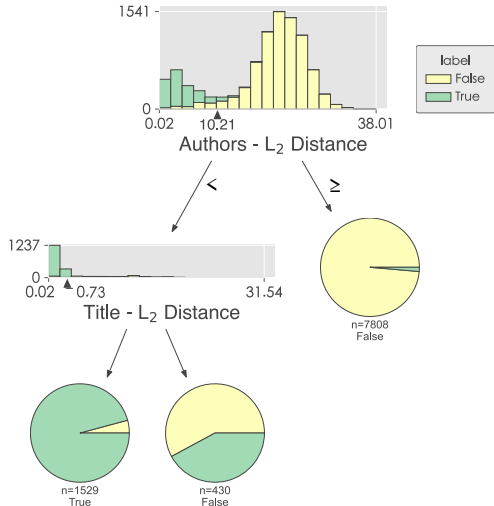 1541
0
0.02 10.21 38.01
Authors - L₂ Distance
label
False
True
< ≥
1237
0
0.02 0.73 31.54
Title - L₂ Distance
n=7808
False
n=1529
True
n=430
False